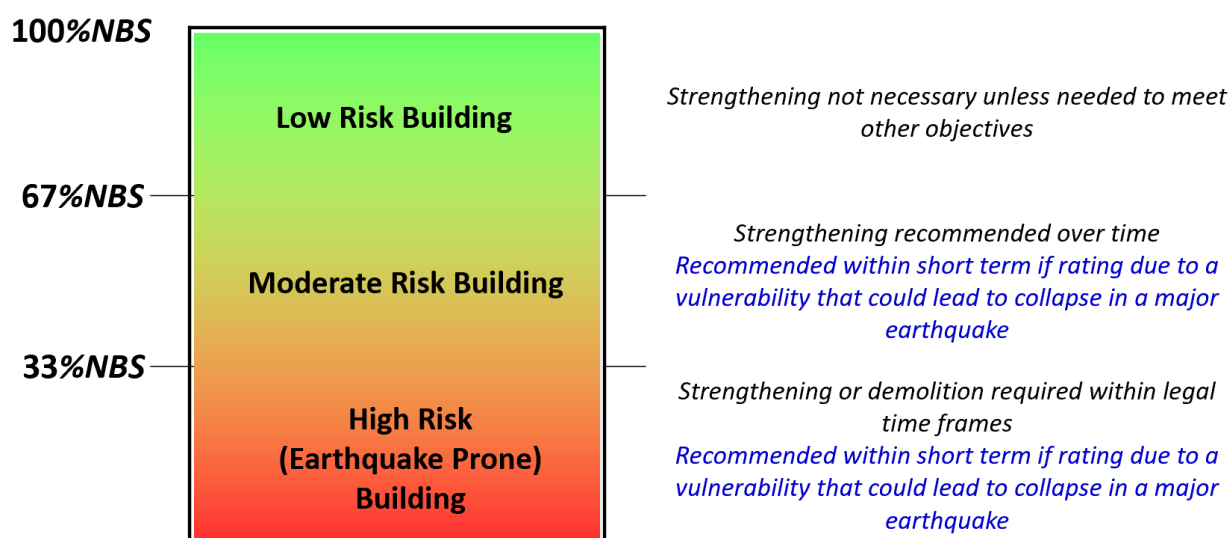 100%NBS
Low Risk Building
Strengthening not necessary unless needed to meet
other objectives
67%NBS
Moderate Risk Building
Strengthening recommended over time
Recommended within short term if rating due to a
vulnerability that could lead to collapse in a major
earthquake
33%NBS
High Risk
(Earthquake Prone)
Building
Strengthening or demolition required within legal
time frames
Recommended within short term if rating due to a
vulnerability that could lead to collapse in a major
earthquake